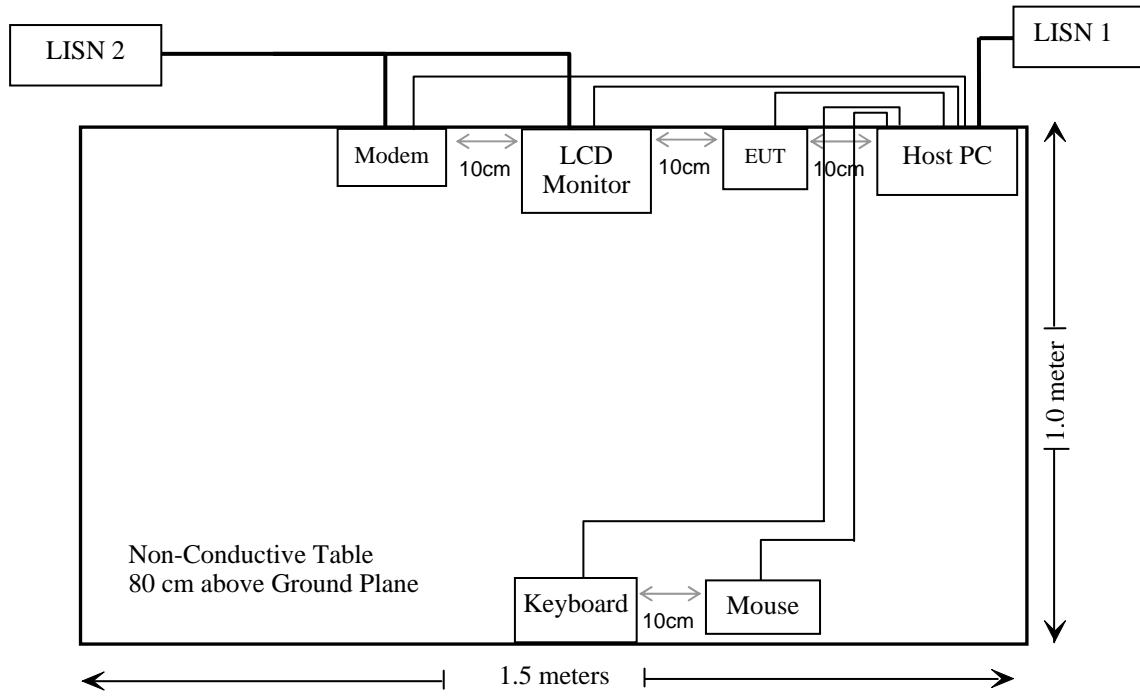 LISN 2
LISN 1
Modem
10cm
LCD
Monitor
10cm
EUT
10cm
Host PC
1.0 meter
Non-Conductive Table
80 cm above Ground Plane
Keyboard
10cm
Mouse
1.5 meters